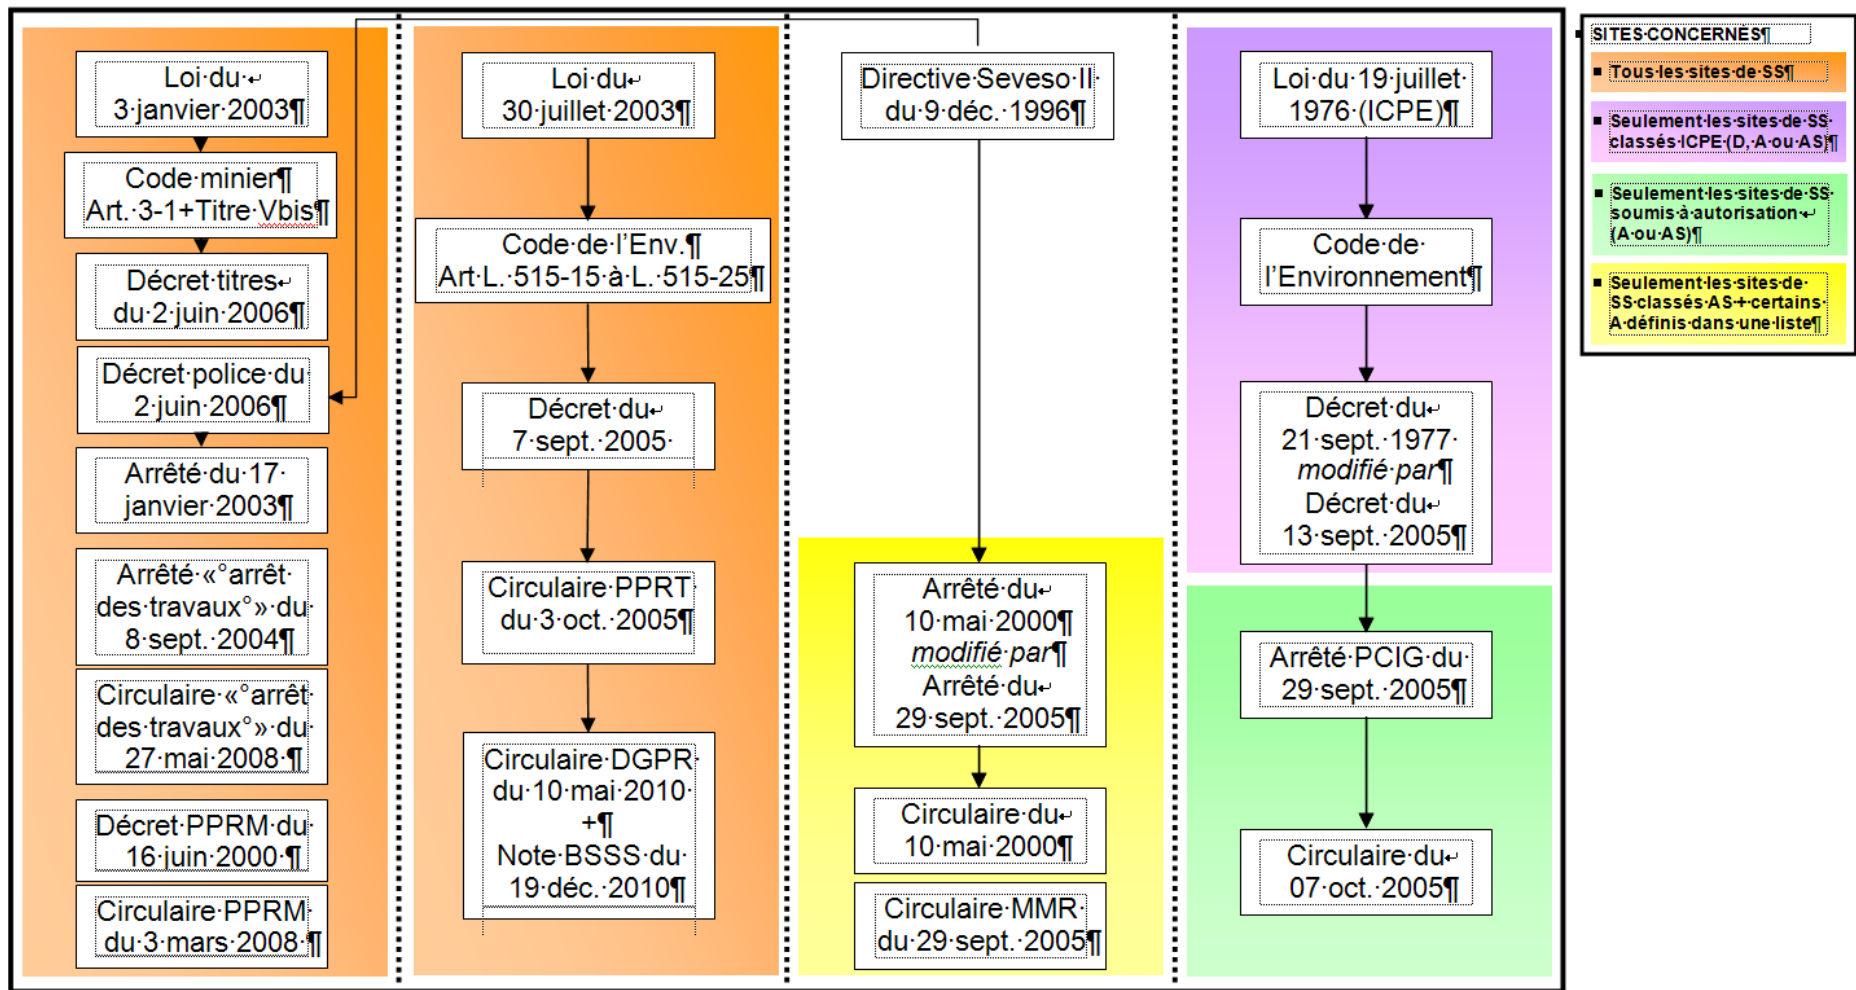 Loi du
3 janvier 2003¶
Code minier¶
Art. 3-1+Titre Vbis¶
Décret titres
du 2 juin 2006¶
Décret police du
2 juin 2006¶
Arrêté du 17
janvier 2003¶
Arrêté «°arrêt
des travaux°» du
8 sept. 2004¶
Circulaire «°arrêt
des travaux°» du
27 mai 2008 ¶
Décret PPRM du
16 juin 2000 ¶
Circulaire PPRM
du 3 mars 2008 ¶
Loi du
30 juillet 2003¶
Code de l'Env.¶
Art L. 515-15 à L. 515-25¶
Décret du
7 sept. 2005
Circulaire PPRT
du 3 oct. 2005¶
Circulaire DGPR
du 10 mai 2010
+¶
Note BSSS du
19 déc. 2010¶
Directive Seveso II
du 9 déc. 1996¶
Arrêté du
10 mai 2000¶
modifié par¶
Arrêté du
29 sept. 2005¶
Circulaire du
10 mai 2000¶
Circulaire MMR
du 29 sept. 2005¶
Loi du 19 juillet
1976 (ICPE)¶
Code de
l'Environnement¶
Décret du
21 sept. 1977
modifié par¶
Décret du
13 sept. 2005¶
Arrêté PCIG du
29 sept. 2005¶
Circulaire du
07 oct. 2005¶
SITES CONCERNÉS¶
Tous les sites de SS¶
Seulement les sites de SS
classés ICPE (D, A ou AS)¶
Seulement les sites de SS
soumis à autorisation
(A ou AS)¶
Seulement les sites de
SS classés AS + certains
A définis dans une liste¶